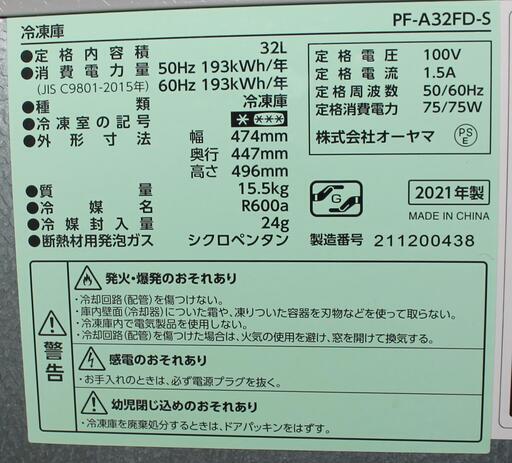 冷凍庫 PF-A32FD-S
●定格内容積 32L
●消費電力量 50Hz 193kWh/年
(JIS C9801-2015年) 60Hz 193kWh/年
●種類 冷凍庫
●冷凍室の記号 * ***
●外形寸法 幅 474mm
奥行 447mm
高さ 496mm
●質量 15.5kg
●冷媒名 R600a
●冷媒封入量 24g
●断熱材用発泡ガス シクロペンタン
定格電圧 100V
定格電流 1.5A
定格周波数 50/60Hz
定格消費電力 75/75W
株式会社オーヤマ
PS
E
G
2021年製
MADE IN CHINA
製造番号 211200438
警告
発火・爆発のおそれあり
・冷却回路(配管)を傷つけない。
・庫内壁面(冷却器)についた霜や、凍りついた容器を刃物などを使って取らない。
・冷凍庫内で電気製品を使用しない。
・冷却回路(配管)を傷つけた場合は、火気の使用を避け、窓を開けて換気する。
感電のおそれあり
・お手入れのときは、必ず電源プラグを抜く。
幼児閉じ込めのおそれあり
・冷凍庫を廃棄処分するときは、ドアパッキンをはずす。